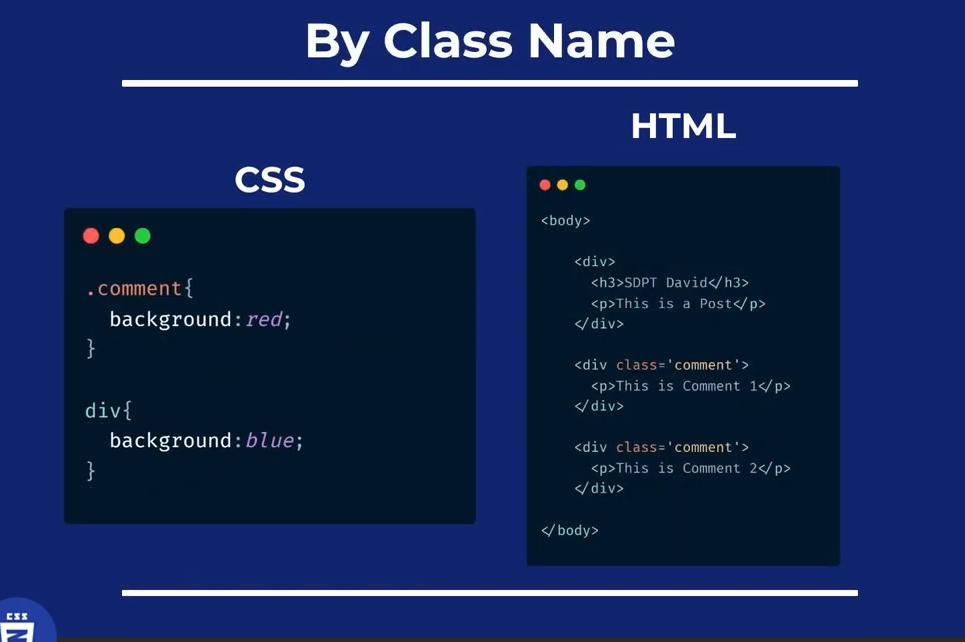 By Class Name
CSS
.comment{
background:red;
}
div{
background:blue;
}
HTML
<body>
<div>
<h3>SDPT David</h3>
<p>This is a Post</p>
</div>
<div class='comment'>
<p>This is Comment 1</p>
</div>
<div class='comment'>
<p>This is Comment 2</p>
</div>
</body>
CSS